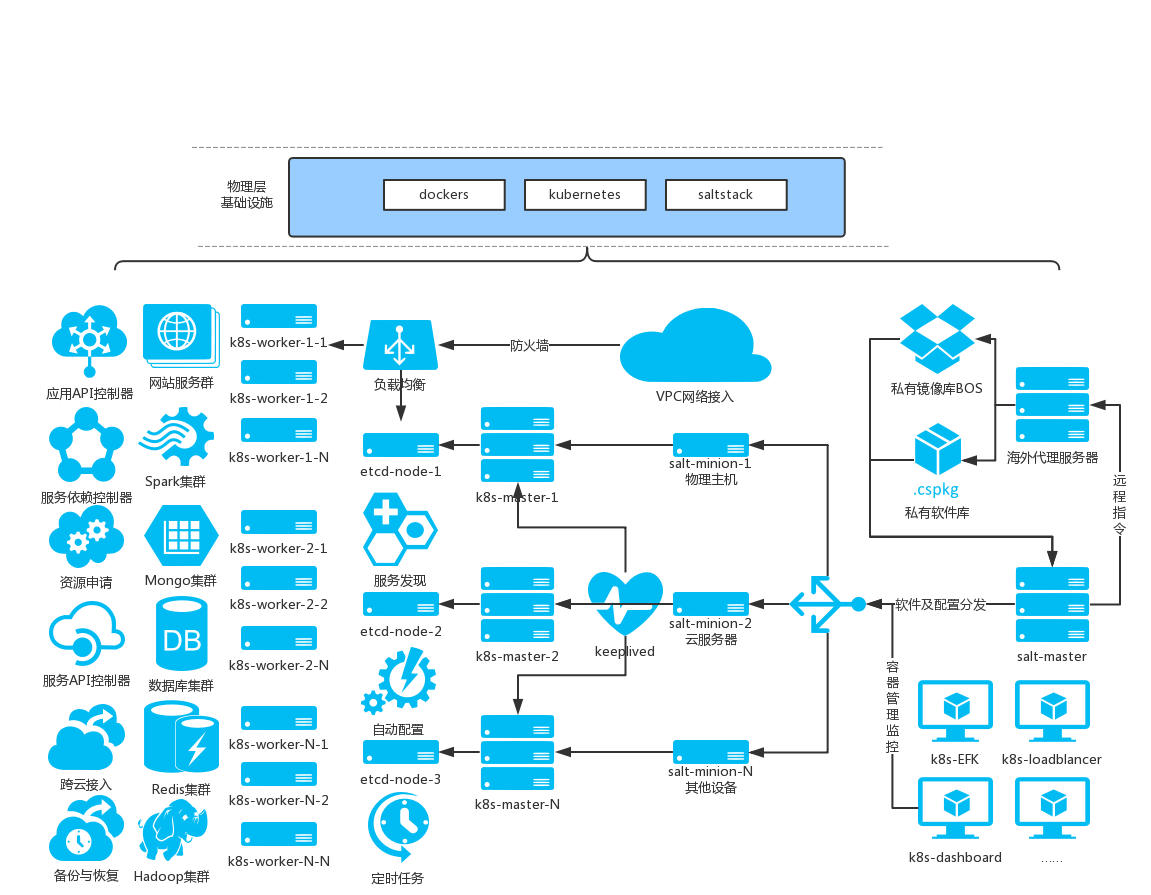 物理层
基础设施
dockers
kubernetes
saltstack
应用API控制器
网站服务群
k8s-worker-1-1
k8s-worker-1-2
k8s-worker-1-N
负载均衡
防火墙
VPC网络接入
私有镜像库BOS
海外代理服务器
服务依赖控制器
Spark集群
etcd-node-1
k8s-master-1
salt-minion-1
物理主机
.cspkg
私有软件库
远程指令
资源申请
Mongo集群
k8s-worker-2-1
k8s-worker-2-2
k8s-worker-2-N
服务发现
etcd-node-2
k8s-master-2
keeplived
salt-minion-2
云服务器
软件及配置分发
salt-master
服务API控制器
DB
数据库集群
自动配置
容器管理监控
k8s-EFK
k8s-loadblancer
跨云接入
Redis集群
k8s-worker-N-1
k8s-worker-N-2
k8s-worker-N-N
etcd-node-3
k8s-master-N
salt-minion-N
其他设备
备份与恢复
Hadoop集群
定时任务
k8s-dashboard
……